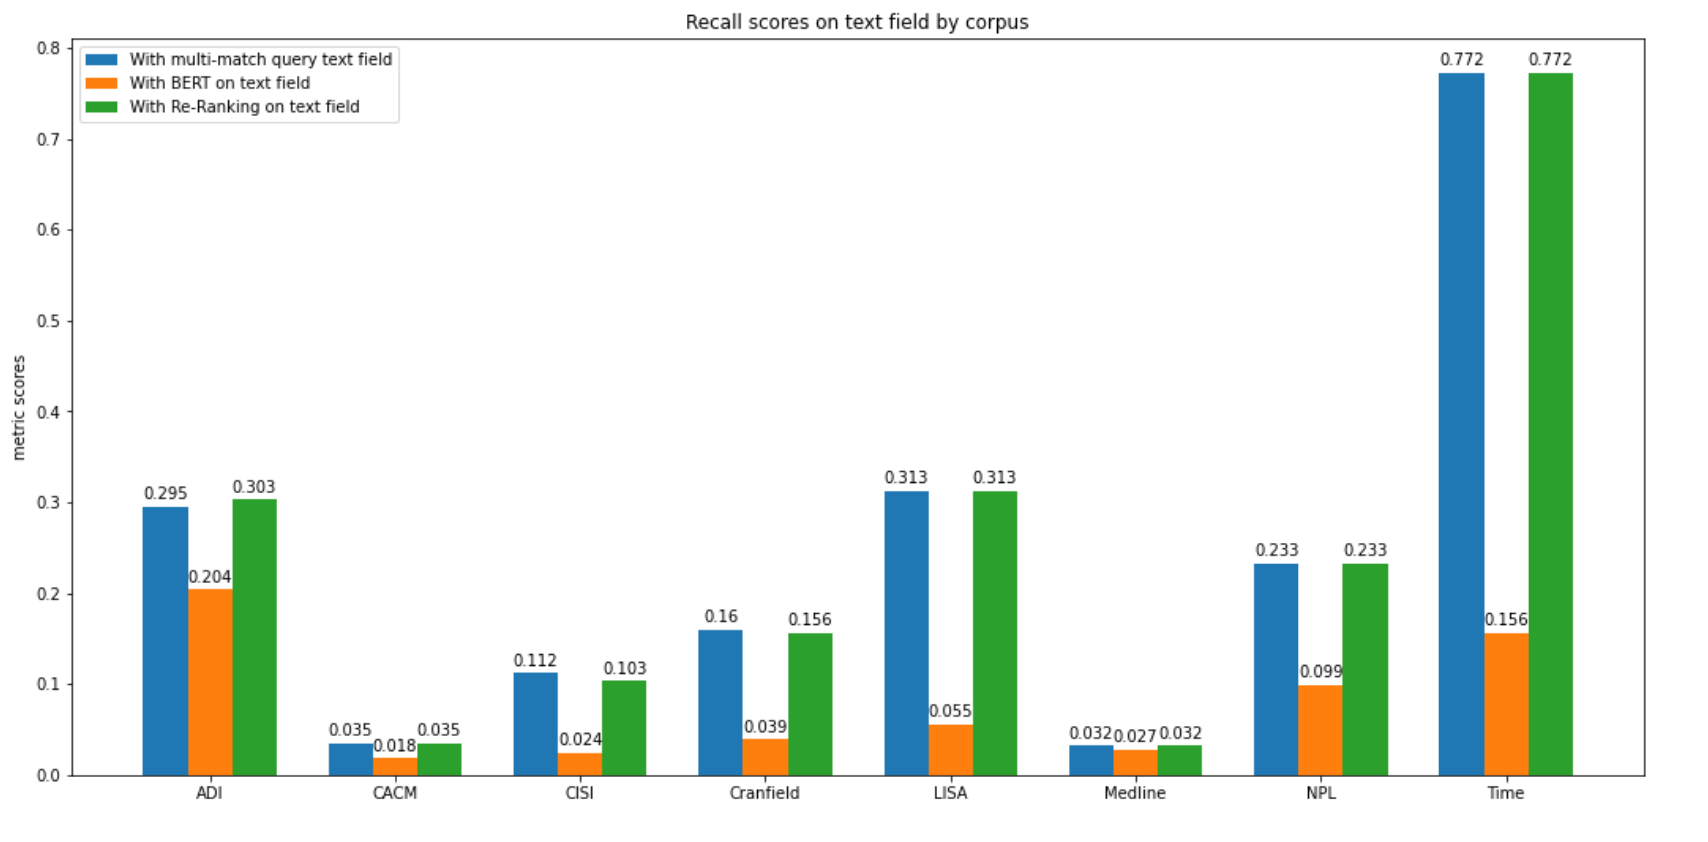 Recall scores on text field by corpus
With multi-match query text field
With BERT on text field
With Re-Ranking on text field
metric scores
0.8
0.7
0.6
0.5
0.4
0.3
0.2
0.1
0.0
0.295
0.204
0.303
0.035
0.018
0.035
0.112
0.024
0.103
0.16
0.039
0.156
0.313
0.055
0.313
0.032
0.027
0.032
0.233
0.099
0.233
0.772
0.156
0.772
ADI
CACM
CISI
Cranfield
LISA
Medline
NPL
Time